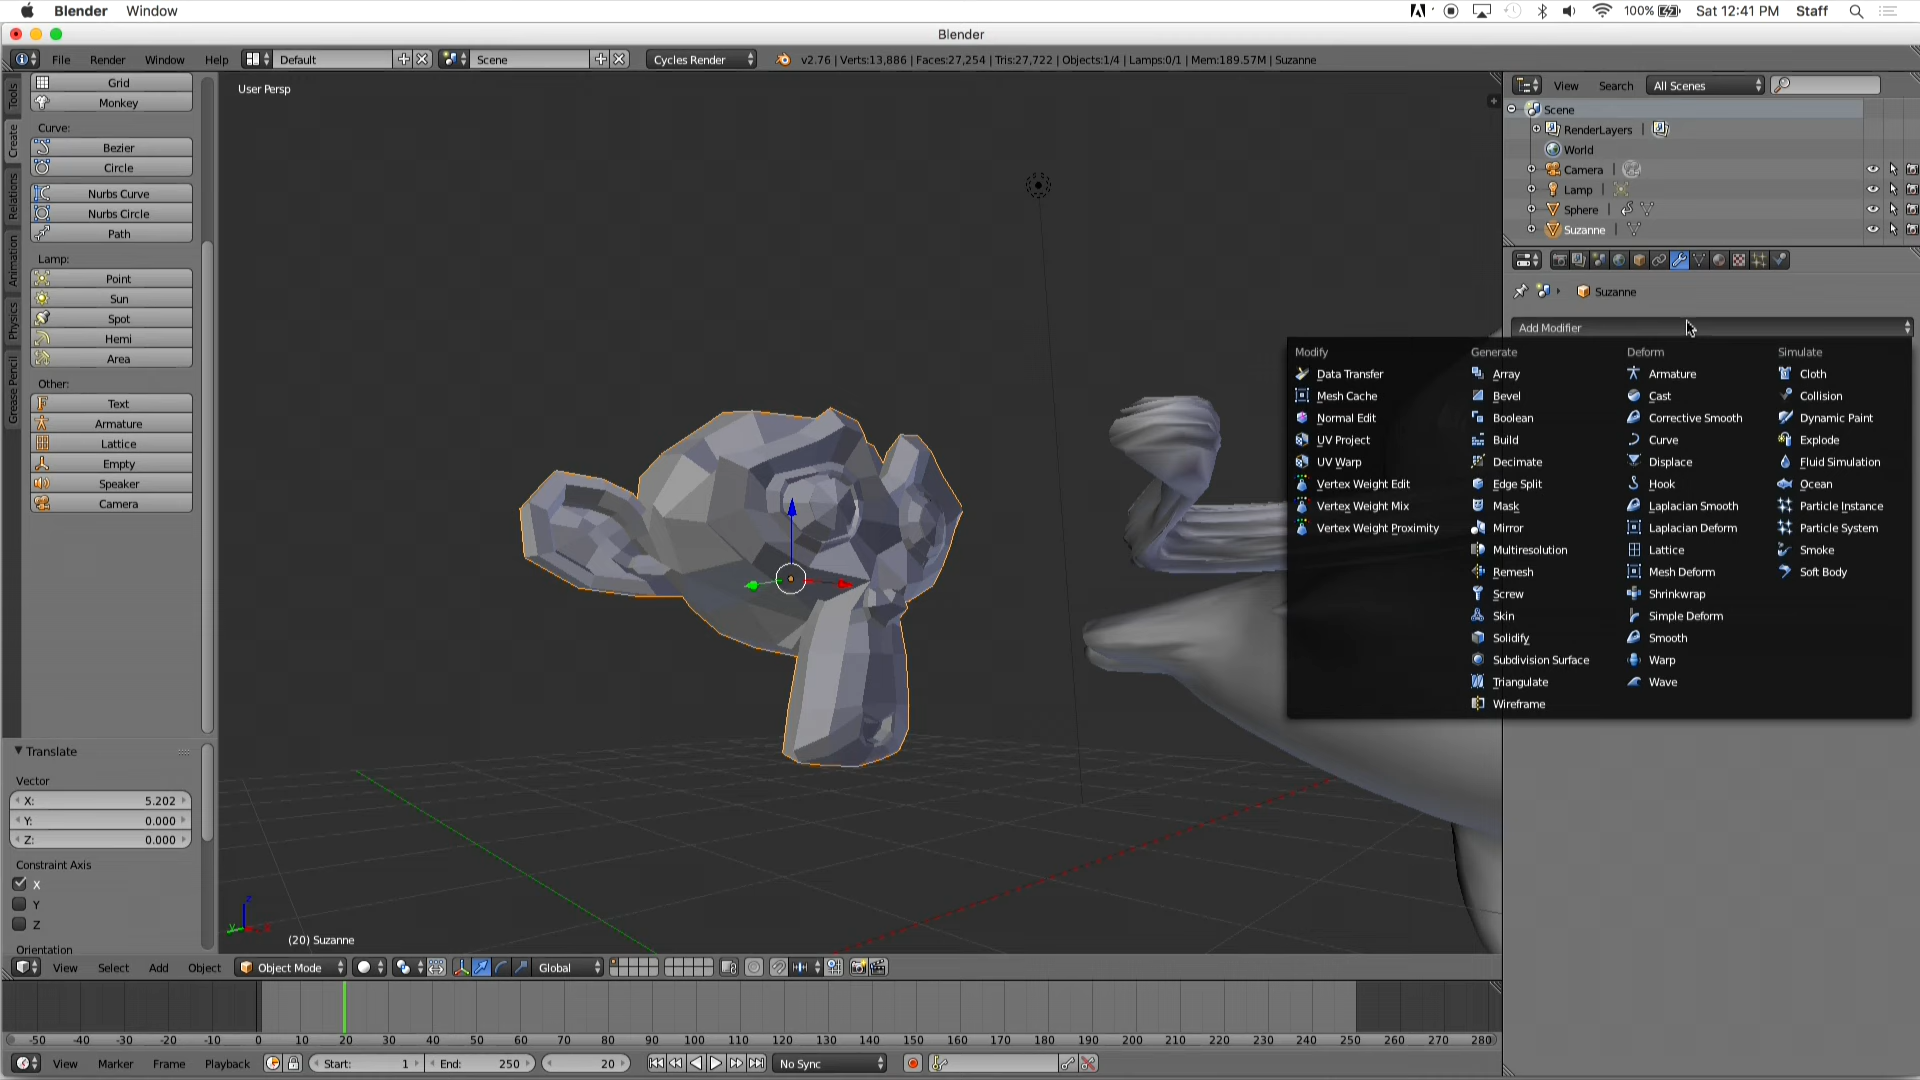 Blender Window
100% Sat 12:41 PM Staff
Blender
File Render Window Help Default Scene Cycles Render v2.76 | Verts:13,886 | Faces:27,254 | Tris:27,722 | Objects:1/4 | Lamps:0/1 | Mem:189.57M | Suzanne
Tools
Create
Relations
Animation
Physics
Grease Pencil
Grid
Monkey
Curve:
Bezier
Circle
Nurbs Curve
Nurbs Circle
Path
Lamp:
Point
Sun
Spot
Hemi
Area
Other:
Text
Armature
Lattice
Empty
Speaker
Camera
Translate
Vector
X: 5.202
Y: 0.000
Z: 0.000
Constraint Axis
X
Y
Z
Orientation
User Persp
(20) Suzanne
View Search All Scenes
Scene
RenderLayers
World
Camera
Lamp
Sphere
Suzanne
Suzanne
Add Modifier
Modify
Data Transfer
Mesh Cache
Normal Edit
UV Project
UV Warp
Vertex Weight Edit
Vertex Weight Mix
Vertex Weight Proximity
Generate
Array
Bevel
Boolean
Build
Decimate
Edge Split
Mask
Mirror
Multiresolution
Remesh
Screw
Skin
Solidify
Subdivision Surface
Triangulate
Wireframe
Deform
Armature
Cast
Corrective Smooth
Curve
Displace
Hook
Laplacian Smooth
Laplacian Deform
Lattice
Mesh Deform
Shrinkwrap
Simple Deform
Smooth
Warp
Wave
Simulate
Cloth
Collision
Dynamic Paint
Explode
Fluid Simulation
Ocean
Particle Instance
Particle System
Smoke
Soft Body
View Select Add Object Object Mode Global
-50 -40 -30 -20 -10 0 10 20 30 40 50 60 70 80 90 100 110 120 130 140 150 160 170 180 190 200 210 220 230 240 250 260 270 280
View Marker Frame Playback Start: 1 End: 250 20 No Sync